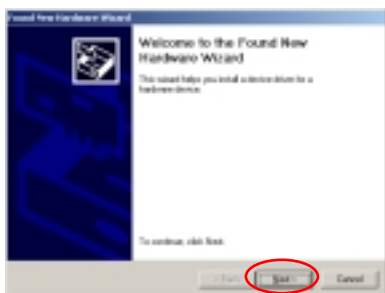 Found New Hardware Wizard
Welcome to the Found New
Hardware Wizard
This wizard helps you install a device driver for a
hardware device.
To continue, click Next.
< Back
Next >
Cancel